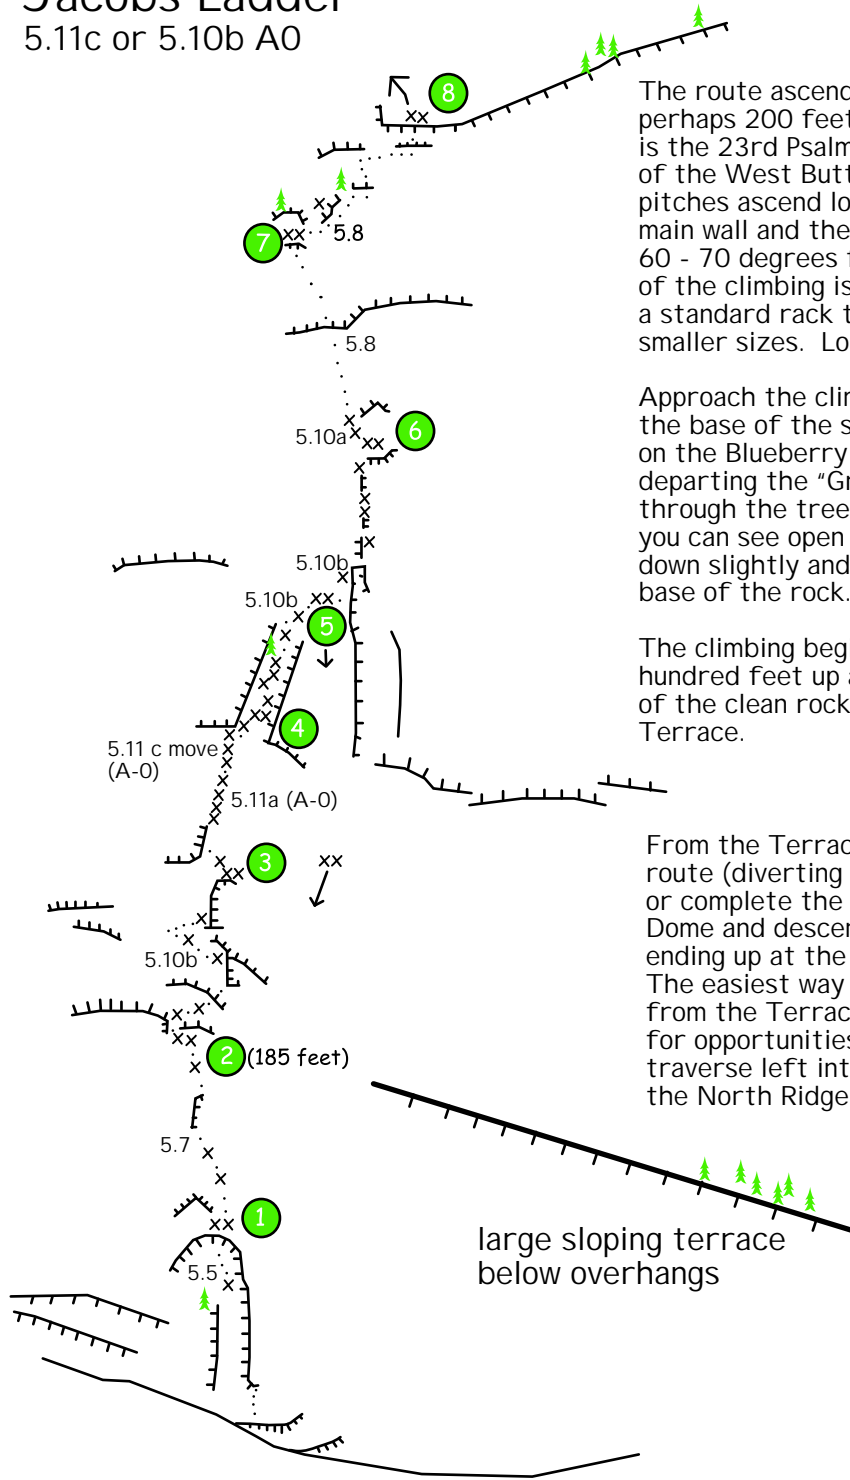 Jacobs Ladder
5.11c or 5.10b A0
8
The route ascend
perhaps 200 feet
is the 23rd Psalm
of the West Butt
pitches ascend lo
main wall and the
60 - 70 degrees f
of the climbing is
a standard rack t
smaller sizes. Lo
7
5.8
5.8
5.10a
6
Approach the clim
the base of the s
on the Blueberry
departing the "Gr
through the tree
you can see open
down slightly and
base of the rock.
5.10b
5.10b
5
The climbing beg
hundred feet up a
of the clean rock
Terrace.
4
5.11 c move
(A-0)
5.11a (A-0)
3
From the Terrac
route (diverting
or complete the
Dome and descen
ending up at the
The easiest way
from the Terrac
for opportunities
traverse left int
the North Ridge
5.10b
2 (185 feet)
5.7
1
large sloping terrace
below overhangs
5.5